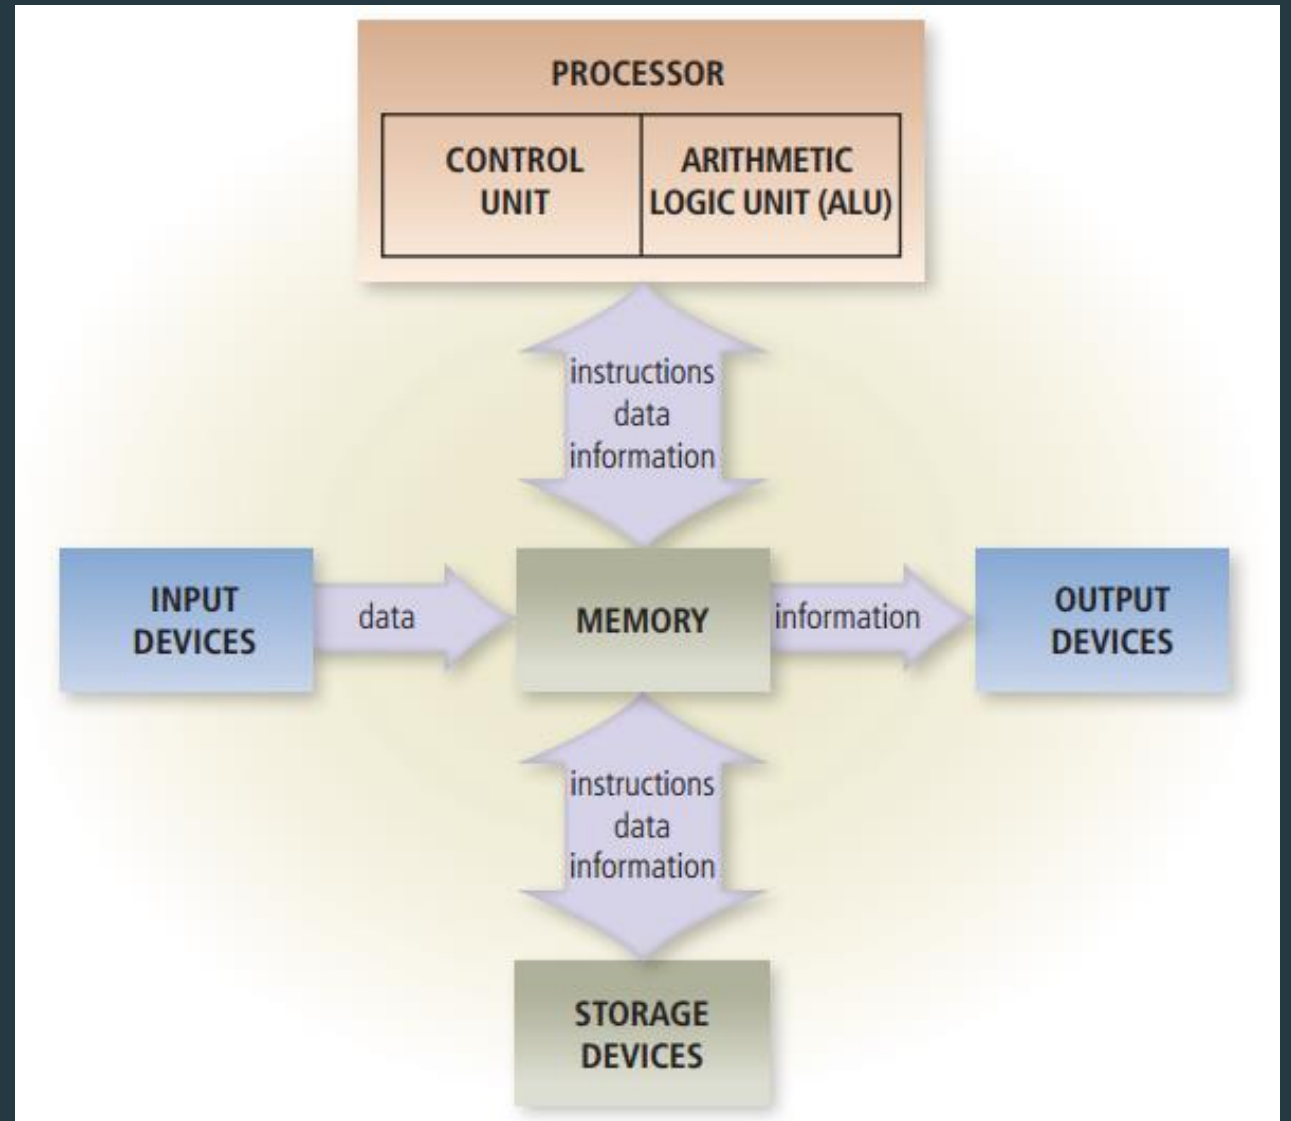 PROCESSOR
CONTROL
UNIT
ARITHMETIC
LOGIC UNIT (ALU)
instructions
data
information
INPUT
DEVICES
data
MEMORY
information
OUTPUT
DEVICES
instructions
data
information
STORAGE
DEVICES